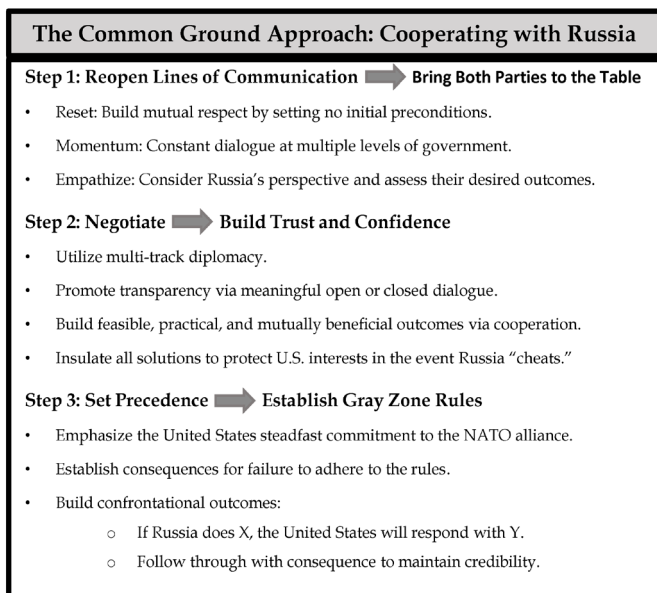 The Common Ground Approach: Cooperating with Russia
Step 1: Reopen Lines of Communication Bring Both Parties to the Table
• Reset: Build mutual respect by setting no initial preconditions.
• Momentum: Constant dialogue at multiple levels of government.
• Empathize: Consider Russia’s perspective and assess their desired outcomes.
Step 2: Negotiate Build Trust and Confidence
• Utilize multi-track diplomacy.
• Promote transparency via meaningful open or closed dialogue.
• Build feasible, practical, and mutually beneficial outcomes via cooperation.
• Insulate all solutions to protect U.S. interests in the event Russia “cheats.”
Step 3: Set Precedence Establish Gray Zone Rules
• Emphasize the United States steadfast commitment to the NATO alliance.
• Establish consequences for failure to adhere to the rules.
• Build confrontational outcomes:
o If Russia does X, the United States will respond with Y.
o Follow through with consequence to maintain credibility.